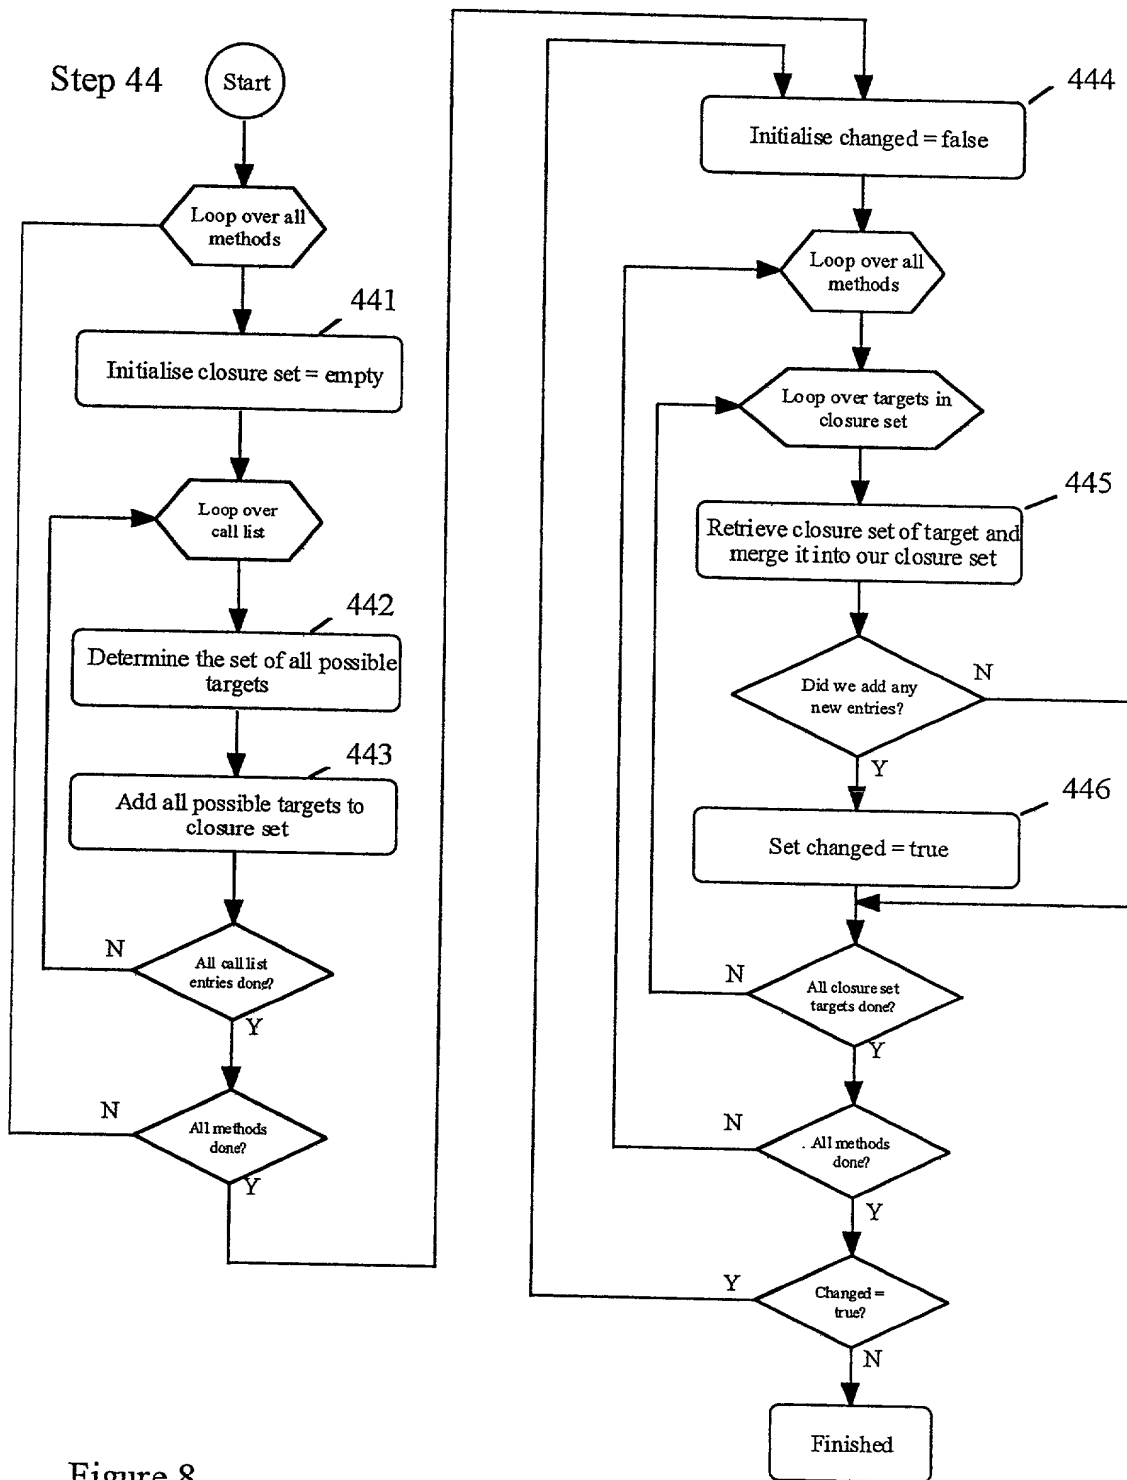 Step 44
Start
Loop over all
methods
441
Initialise closure set = empty
Loop over
call list
442
Determine the set of all possible
targets
443
Add all possible targets to
closure set
N
All call list
entries done?
Y
N
All methods
done?
Y
444
Initialise changed = false
Loop over all
methods
Loop over targets in
closure set
445
Retrieve closure set of target and
merge it into our closure set
N
Did we add any
new entries?
Y
446
Set changed = true
N
All closure set
targets done?
Y
N
All methods
done?
Y
Y
Changed =
true?
N
Finished
Figure 8